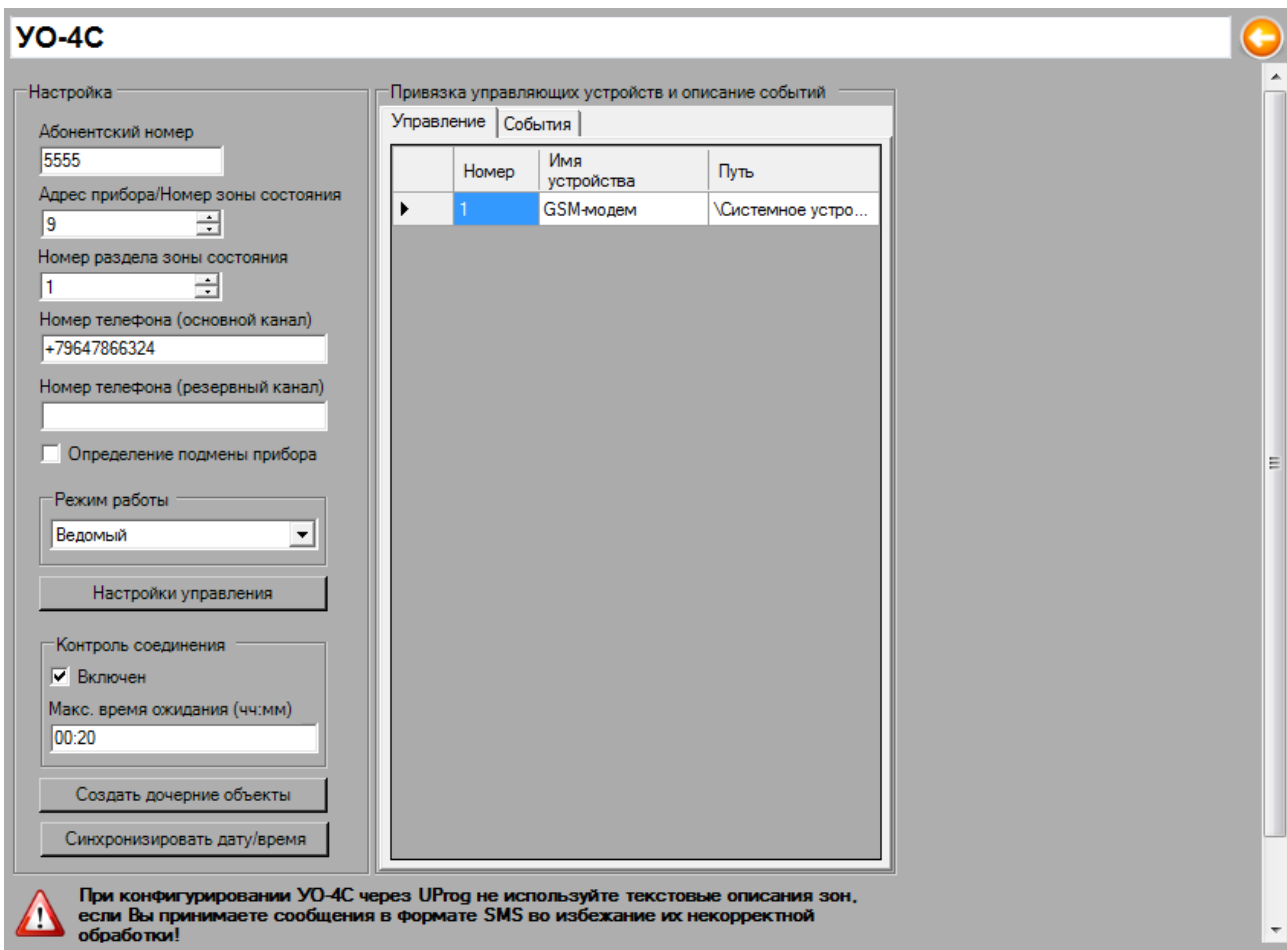 УО-4С
Настройка
Абонентский номер
5555
Адрес прибора/Номер зоны состояния
9
Номер раздела зоны состояния
1
Номер телефона (основной канал)
+79647866324
Номер телефона (резервный канал)
Определение подмены прибора
Режим работы
Ведомый
Настройки управления
Контроль соединения
Включен
Макс. время ожидания (чч:мм)
00:20
Создать дочерние объекты
Синхронизировать дату/время
Привязка управляющих устройств и описание событий
Управление События
Номер Имя устройства Путь
1 GSM-модем \Системное устро...
При конфигурировании УО-4С через UProg не используйте текстовые описания зон,
если Вы принимаете сообщения в формате SMS во избежание их некорректной
обработки!